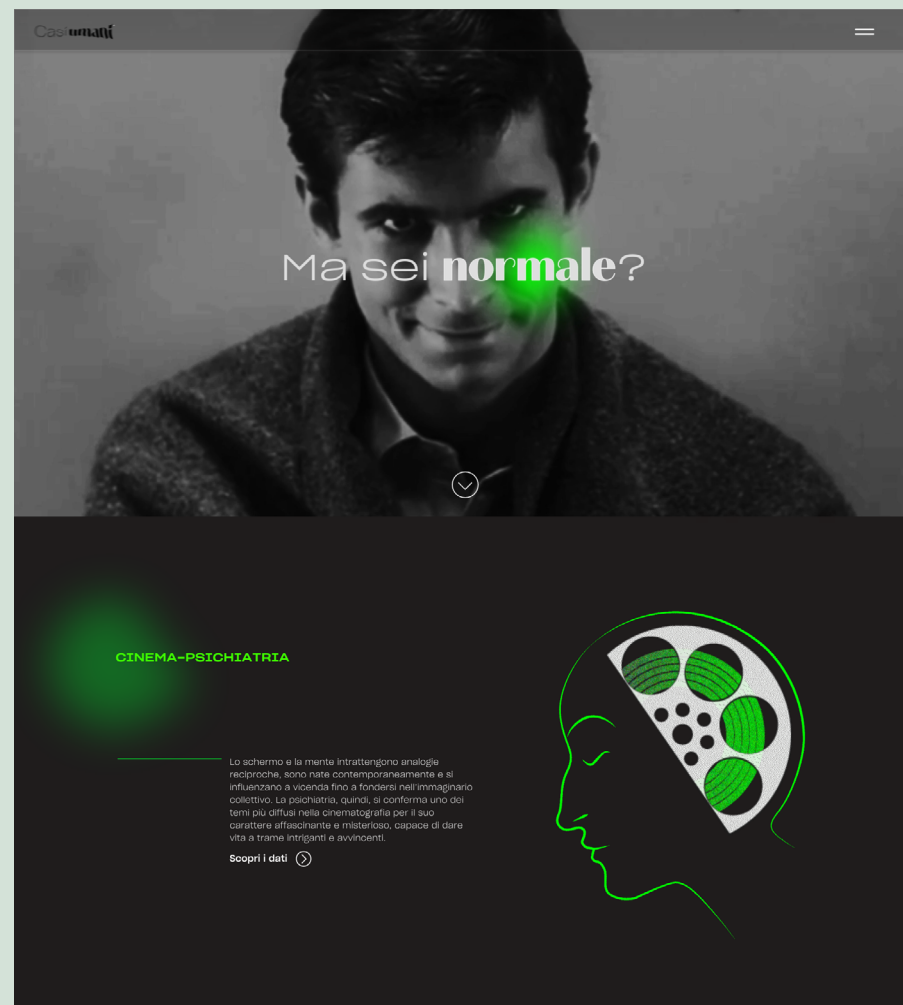 Casiumani
Ma sei normale?
CINEMA-PSICHIATRIA
Lo schermo e la mente intrattengono analogie
reciproche, sono nate contemporaneamente e si
influenzano a vicenda fino a fondersi nell'immaginario
collettivo. La psichiatria, quindi, si conferma uno dei
temi più diffusi nella cinematografia per il suo
carattere affascinante e misterioso, capace di dare
vita a trame intriganti e avvincenti.
Scopri i dati